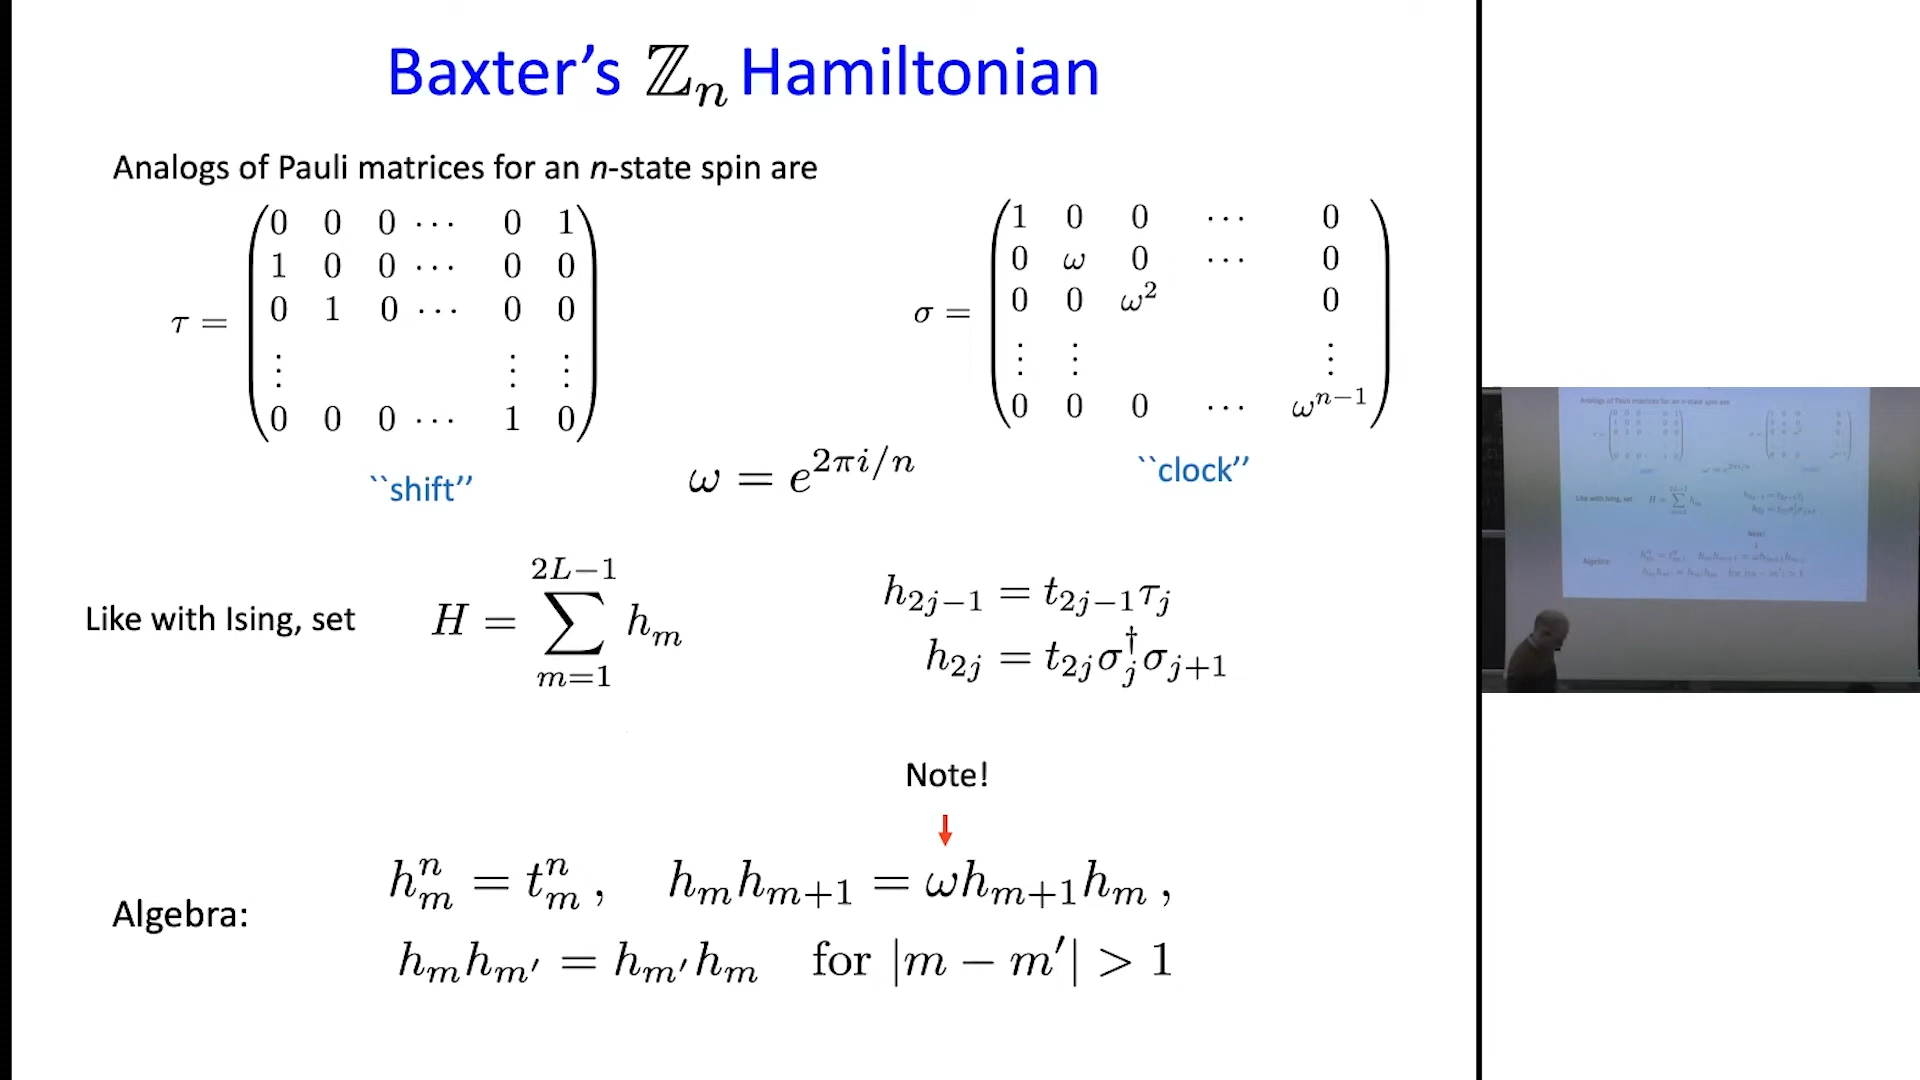 Baxter's ℤₙ Hamiltonian
Analogs of Pauli matrices for an n-state spin are
τ = ( 0 0 0 ⋯ 0 1
1 0 0 ⋯ 0 0
0 1 0 ⋯ 0 0
⋮ ⋮ ⋮
0 0 0 ⋯ 1 0 )
σ = ( 1 0 0 ⋯ 0
0 ω 0 ⋯ 0
0 0 ω² 0
⋮ ⋮ ⋮
0 0 0 ⋯ ω^{n−1} )
``shift''
ω = e^{2πi/n}
``clock''
Like with Ising, set
H = ∑_{m=1}^{2L−1} h_m
h_{2j−1} = t_{2j−1}τ_j
h_{2j} = t_{2j}σ_j^†σ_{j+1}
Note!
Algebra:
h_m^n = t_m^n , h_m h_{m+1} = ωh_{m+1}h_m ,
h_m h_{m′} = h_{m′}h_m for |m − m′| > 1